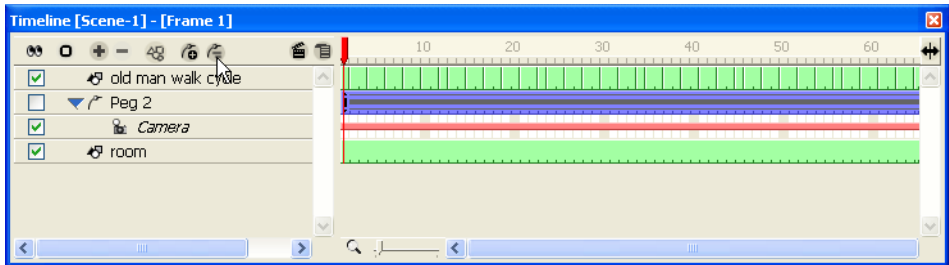 Timeline [Scene-1] - [Frame 1]
10 20 30 40 50 60
old man walk cycle
Peg 2
Camera
room